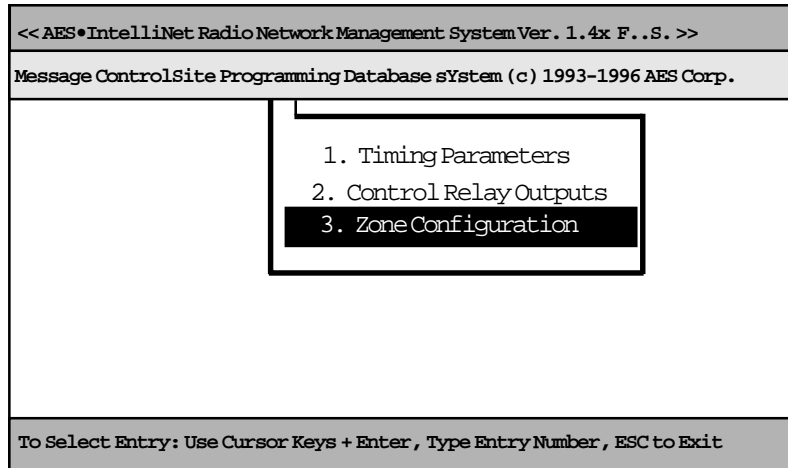 << AES•IntelliNet Radio Network Management System Ver. 1.4x F..S. >>
Message Control Site Programming Database sYstem (c) 1993-1996 AES Corp.
1. Timing Parameters
2. Control Relay Outputs
3. Zone Configuration
To Select Entry: Use Cursor Keys + Enter, Type Entry Number, ESC to Exit